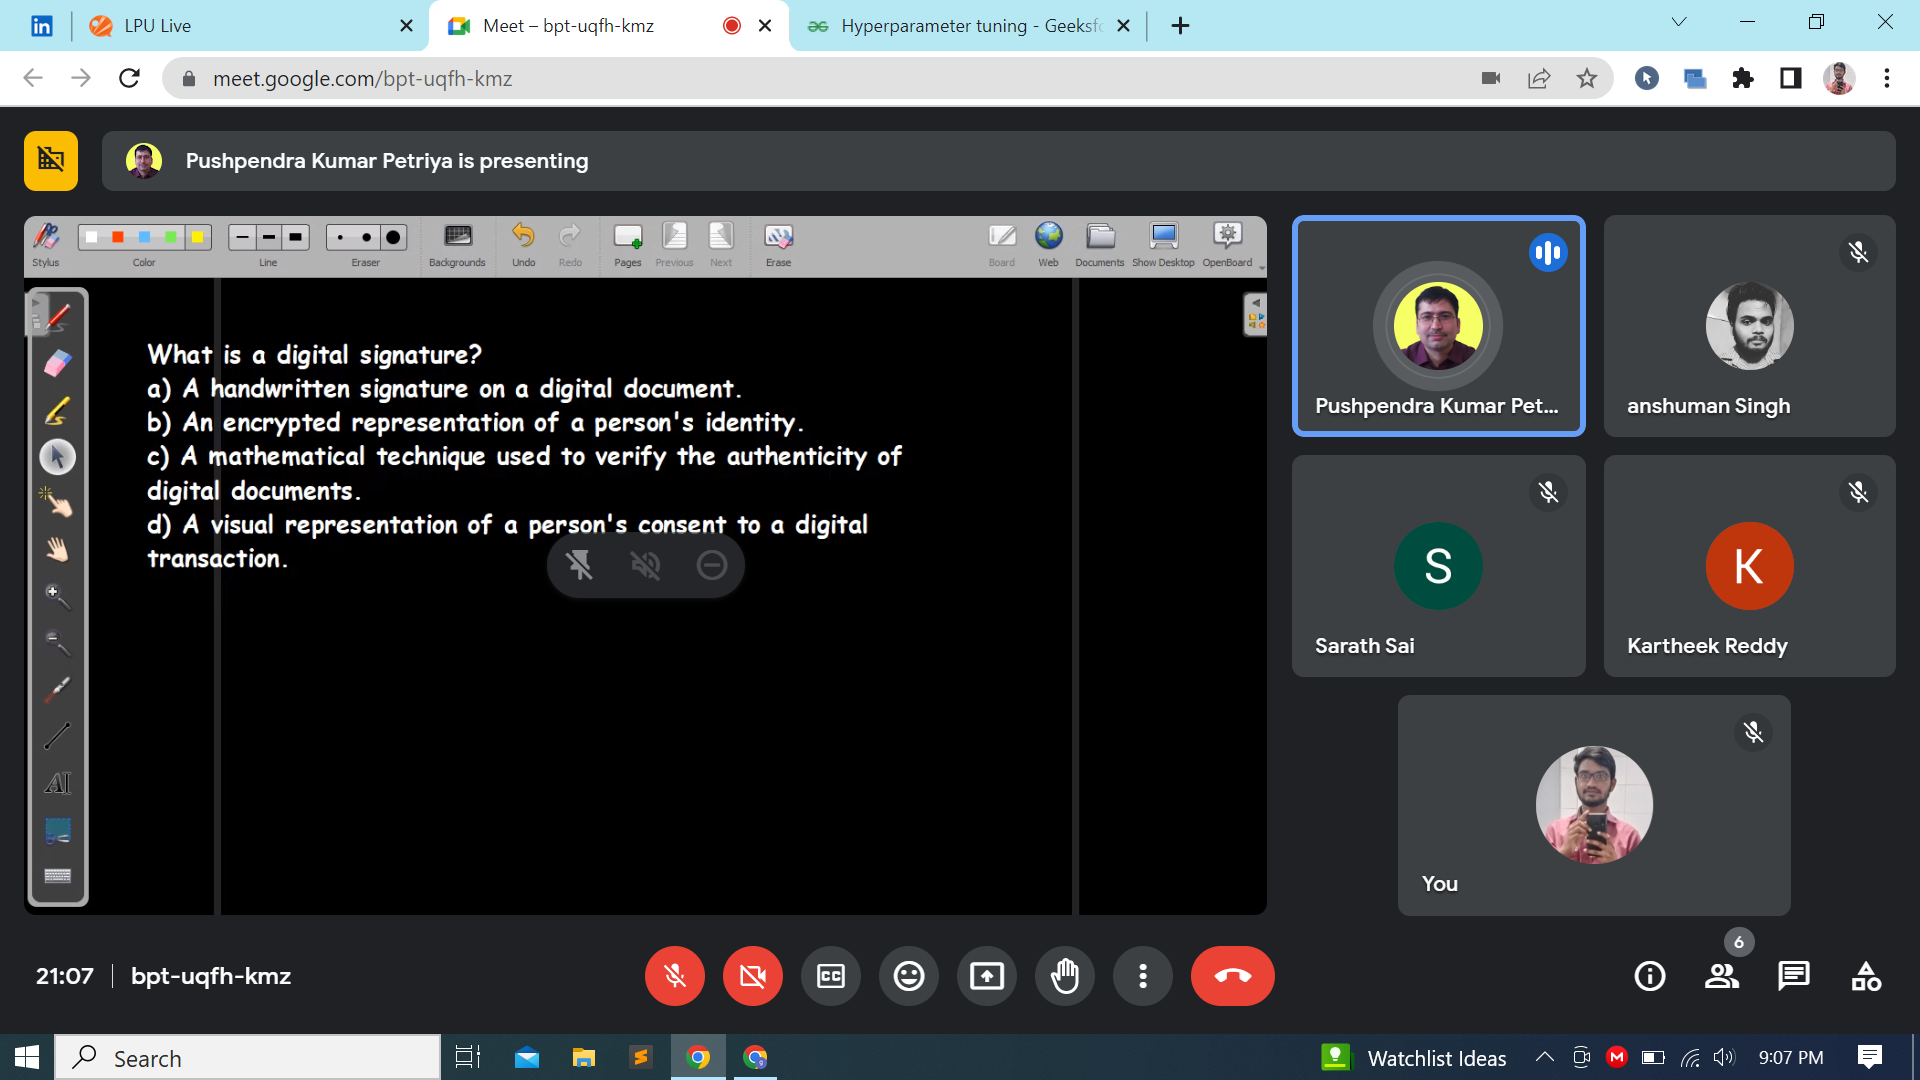 LPU Live
Meet – bpt-uqfh-kmz
Hyperparameter tuning - Geeksfo
meet.google.com/bpt-uqfh-kmz
Pushpendra Kumar Petriya is presenting
Stylus
Color
Line
Eraser
Backgrounds
Undo
Redo
Pages
Previous
Next
Erase
Board
Web
Documents
Show Desktop
OpenBoard
What is a digital signature?
a) A handwritten signature on a digital document.
b) An encrypted representation of a person's identity.
c) A mathematical technique used to verify the authenticity of
digital documents.
d) A visual representation of a person's consent to a digital
transaction.
AI
Pushpendra Kumar Pet...
anshuman Singh
S
Sarath Sai
K
Kartheek Reddy
You
21:07
bpt-uqfh-kmz
CC
6
Search
Watchlist Ideas
9:07 PM